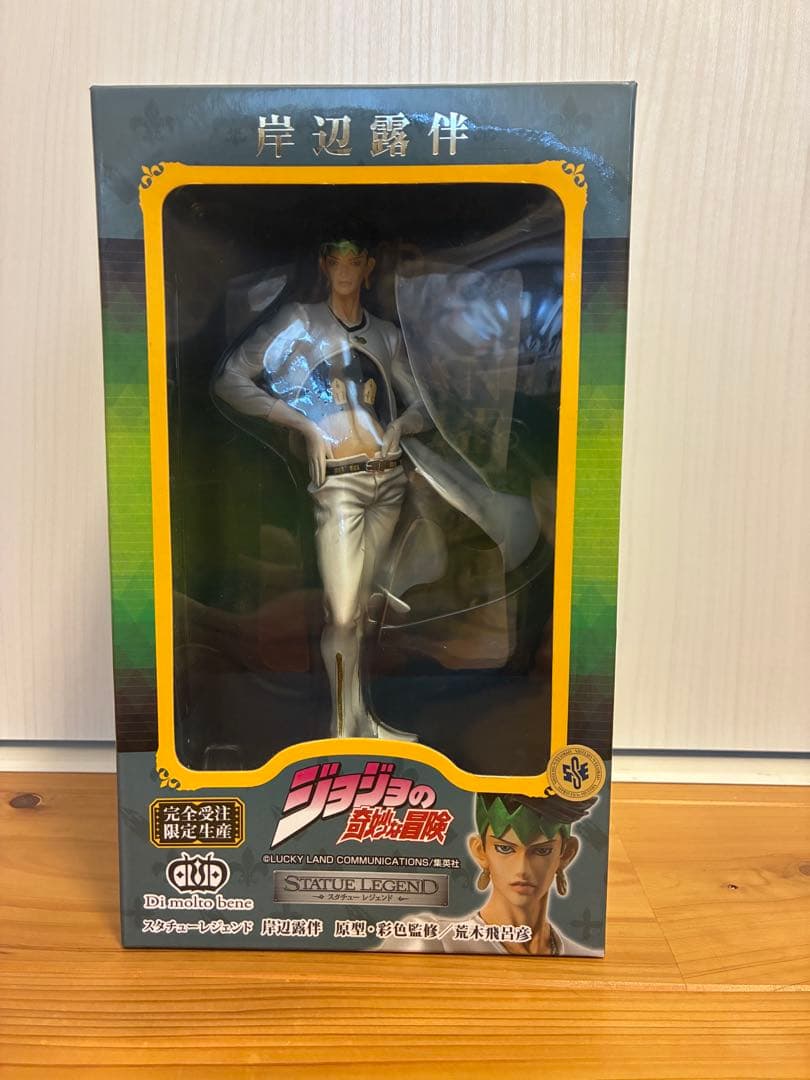 岸辺露伴
ジョジョの
奇妙な冒険
完全受注
限定生産
©LUCKY LAND COMMUNICATIONS/集英社
STATUE LEGEND
スタチュー レジェンド
Di molto bene
スタチューレジェンド 岸辺露伴 原型・彩色監修／荒木飛呂彦